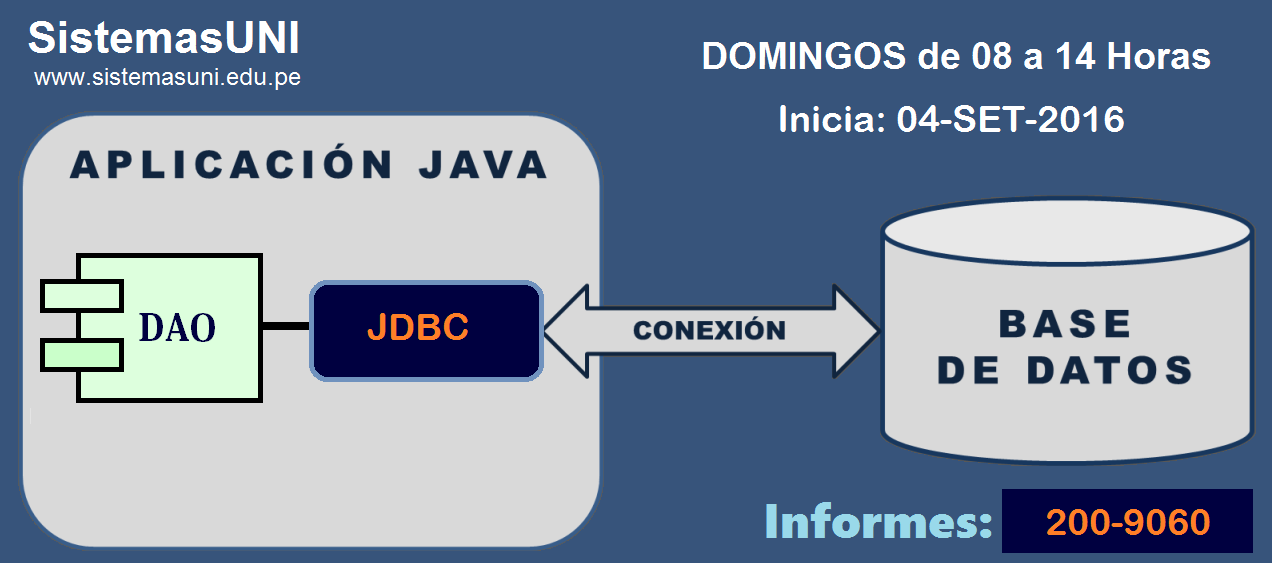 SistemasUNI
www.sistemasuni.edu.pe
DOMINGOS de 08 a 14 Horas
Inicia: 04-SET-2016
APLICACIÓN JAVA
DAO
JDBC
CONEXIÓN
BASE
DE DATOS
Informes: 200-9060